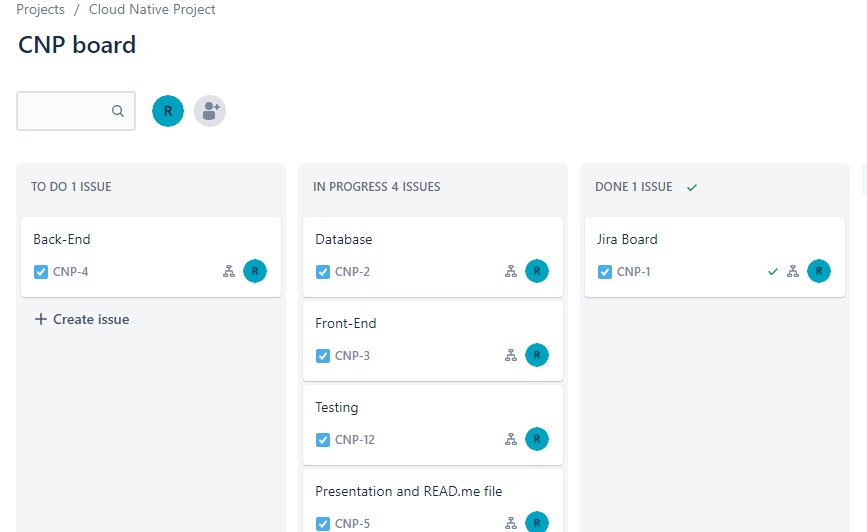 Projects / Cloud Native Project
CNP board
R
TO DO 1 ISSUE
Back-End
CNP-4
R
+ Create issue
IN PROGRESS 4 ISSUES
Database
CNP-2
R
Front-End
CNP-3
R
Testing
CNP-12
R
Presentation and READ.me file
CNP-5
R
DONE 1 ISSUE
Jira Board
CNP-1
R